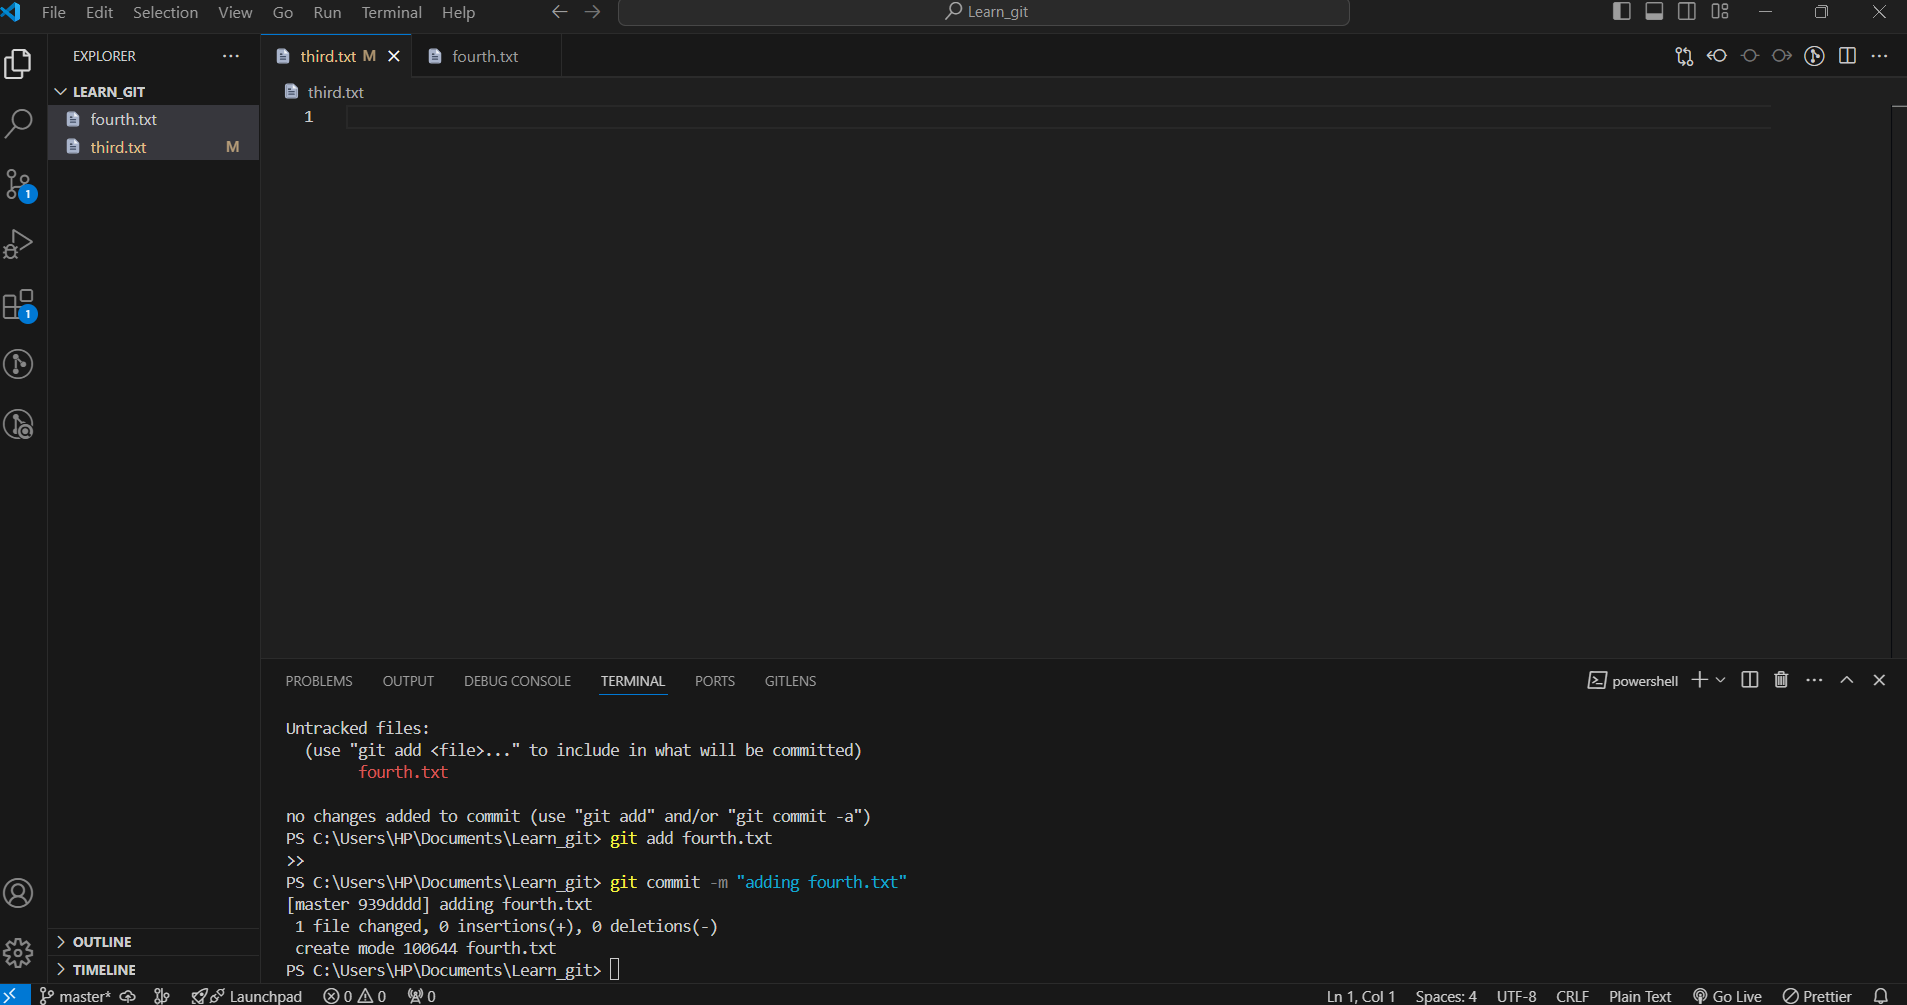 File Edit Selection View Go Run Terminal Help
Learn_git
EXPLORER
LEARN_GIT
fourth.txt
third.txt M
1
1
third.txt M
fourth.txt
third.txt
1
PROBLEMS OUTPUT DEBUG CONSOLE TERMINAL PORTS GITLENS
powershell
Untracked files:
(use "git add <file>..." to include in what will be committed)
fourth.txt
no changes added to commit (use "git add" and/or "git commit -a")
PS C:\Users\HP\Documents\Learn_git> git add fourth.txt
>>
PS C:\Users\HP\Documents\Learn_git> git commit -m "adding fourth.txt"
[master 939dddd] adding fourth.txt
1 file changed, 0 insertions(+), 0 deletions(-)
create mode 100644 fourth.txt
PS C:\Users\HP\Documents\Learn_git>
OUTLINE
TIMELINE
master* Launchpad 0 0 0 Ln 1, Col 1 Spaces: 4 UTF-8 CRLF Plain Text Go Live Prettier